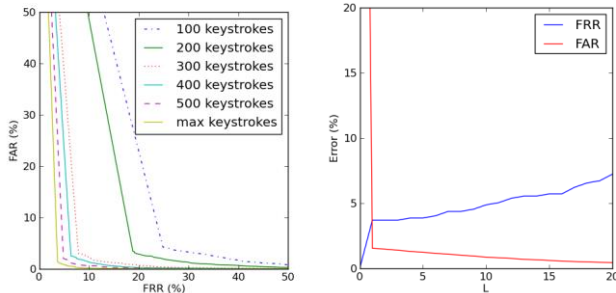 50
40
30
20
10
0
FAR (%)
0 10 20 30 40 50
FRR (%)
100 keystrokes
200 keystrokes
300 keystrokes
400 keystrokes
500 keystrokes
max keystrokes
20
15
10
5
0
Error (%)
0 5 10 15 20
L
FRR
FAR